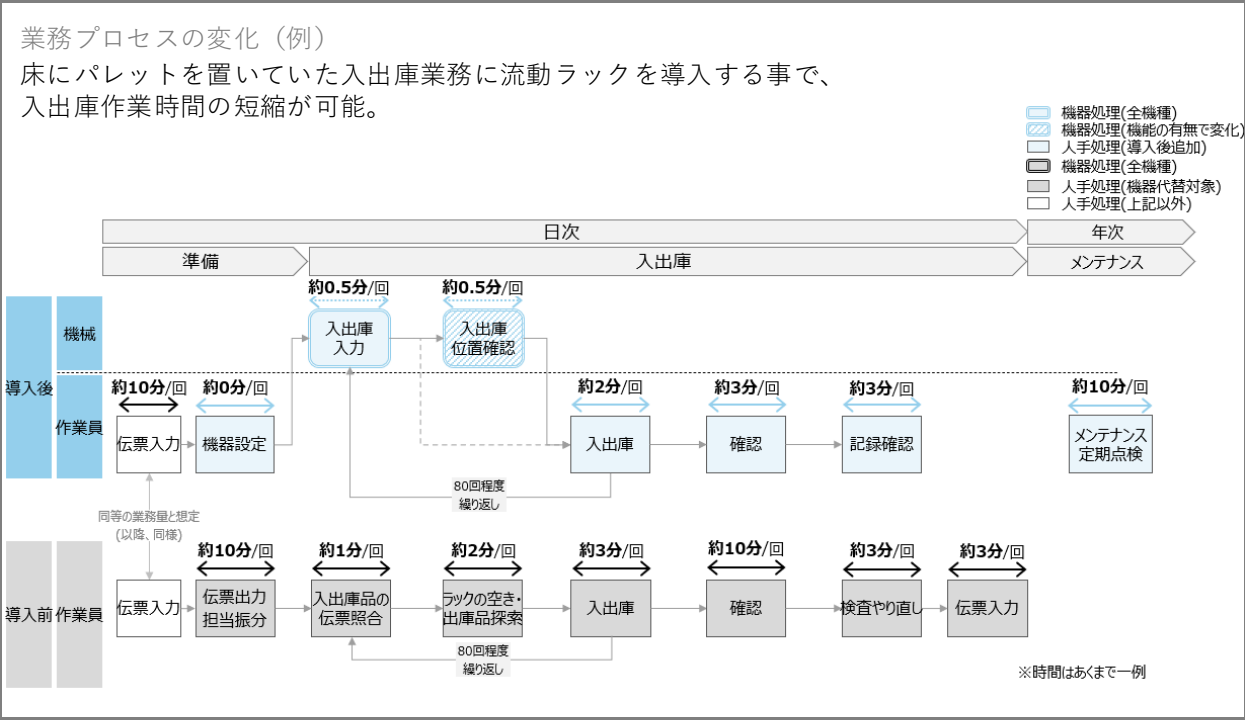 業務プロセスの変化（例）
床にパレットを置いていた入出庫業務に流動ラックを導入する事で、
入出庫作業時間の短縮が可能。
機器処理(全機種)
機器処理(機能の有無で変化)
人手処理(導入後追加)
機器処理(全機種)
人手処理(機器代替対象)
人手処理(上記以外)
日次
年次
準備
入出庫
メンテナンス
導入後
機械
約0.5分/回
約0.5分/回
入出庫
入力
入出庫
位置確認
作業員
約10分/回
約0分/回
約2分/回
約3分/回
約3分/回
約10分/回
伝票入力
機器設定
入出庫
確認
記録確認
メンテナンス
定期点検
80回程度
繰り返し
同等の業務量と想定
(以降、同様)
導入前
作業員
約10分/回
約1分/回
約2分/回
約3分/回
約10分/回
約3分/回
約3分/回
伝票入力
伝票出力
担当振分
入出庫品の
伝票照合
ラックの空き・
出庫品探索
入出庫
確認
検査やり直し
伝票入力
80回程度
繰り返し
※時間はあくまで一例